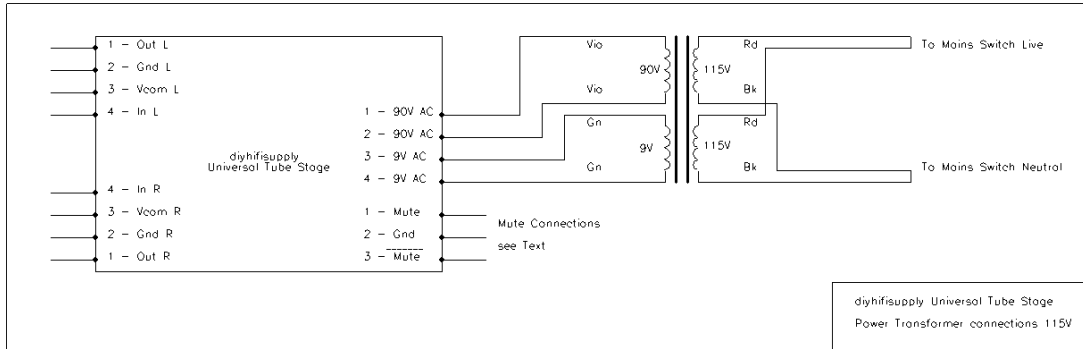 1 - Out L
2 - Gnd L
3 - Vcom L
4 - In L
diyhifisupply
Universal Tube Stage
4 - In R
3 - Vcom R
2 - Gnd R
1 - Out R
1 - 90V AC
2 - 90V AC
3 - 9V AC
4 - 9V AC
1 - Mute
2 - Gnd
3 - Mute
Mute Connections
see Text
Vio
90V
Vio
Gn
9V
Gn
Rd
115V
Bk
Rd
115V
Bk
To Mains Switch Live
To Mains Switch Neutral
diyhifisupply Universal Tube Stage
Power Transformer connections 115V